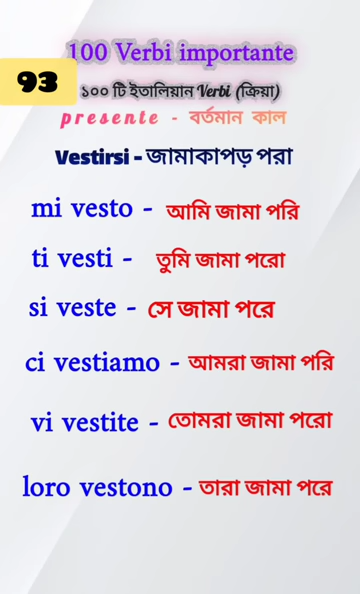 100 Verbi importante
93
১০০ টি ইতালিয়ান Verbi (ক্রিয়া)
presente - বর্তমান কাল
Vestirsi - জামাকাপড় পরা
mi vesto - আমি জামা পরি
ti vesti - তুমি জামা পরো
si veste - সে জামা পরে
ci vestiamo - আমরা জামা পরি
vi vestite - তোমরা জামা পরো
loro vestono - তারা জামা পরে